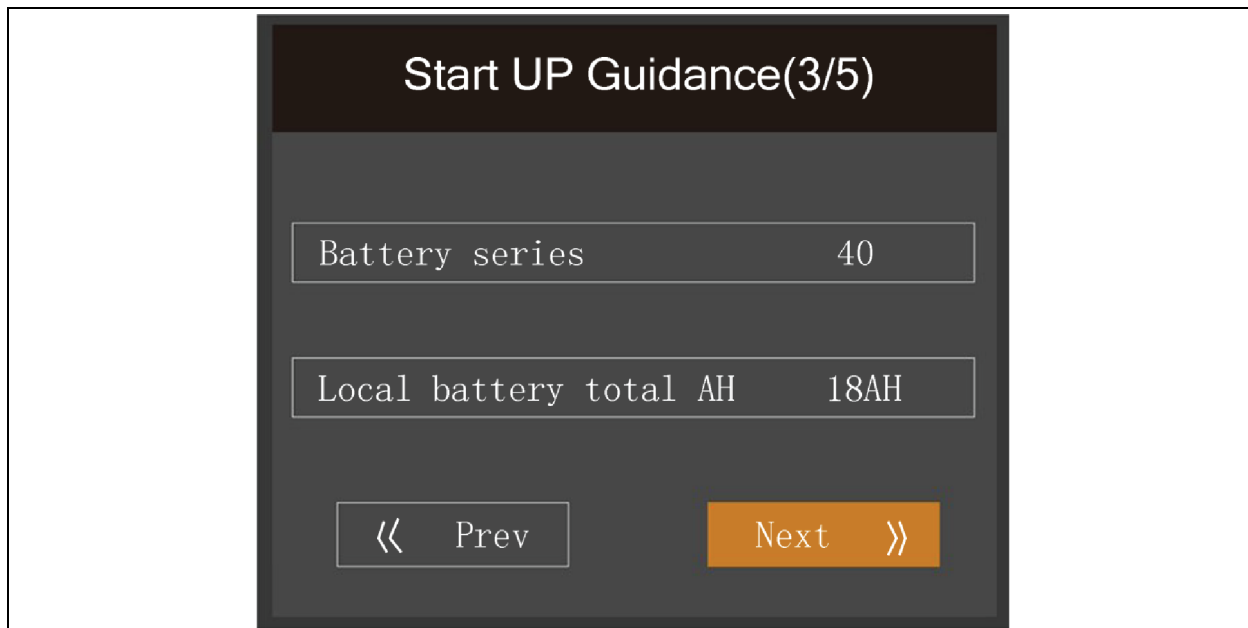 Start UP Guidance(3/5)
Battery series 40
Local battery total AH 18AH
《 Prev
Next 》